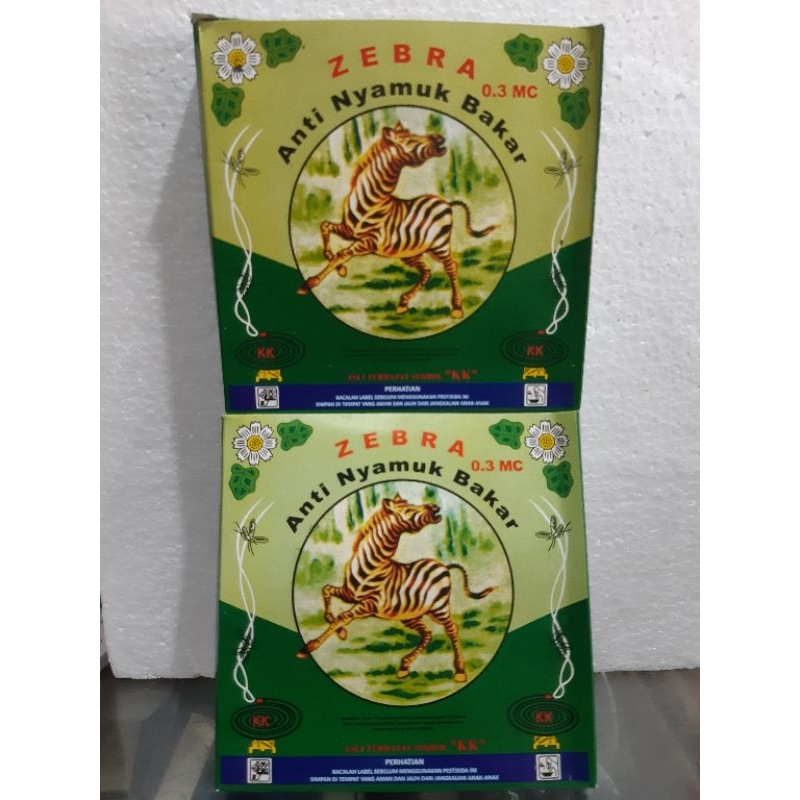 ZEBRA
0.3 MC
Anti Nyamuk Bakar
KK
KK
ASLI TERDAPAT SIMBOL "KK"
PERHATIAN
BACALAH LABEL SEBELUM MENGGUNAKAN PESTISIDA INI
SIMPAN DI TEMPAT YANG AMAN DAN JAUH DARI JANGKAUAN ANAK-ANAK
ZEBRA
0.3 MC
Anti Nyamuk Bakar
KK
KK
ASLI TERDAPAT SIMBOL "KK"
PERHATIAN
BACALAH LABEL SEBELUM MENGGUNAKAN PESTISIDA INI
SIMPAN DI TEMPAT YANG AMAN DAN JAUH DARI JANGKAUAN ANAK-ANAK